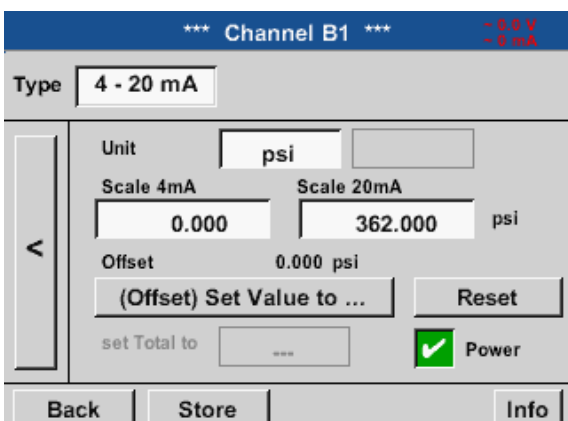 *** Channel B1 ***
~ 0.0 V
~ 0 mA
Type 4 - 20 mA
Unit psi
Scale 4mA Scale 20mA
0.000 362.000 psi
<
Offset 0.000 psi
(Offset) Set Value to ... Reset
set Total to --- Power
Back Store Info